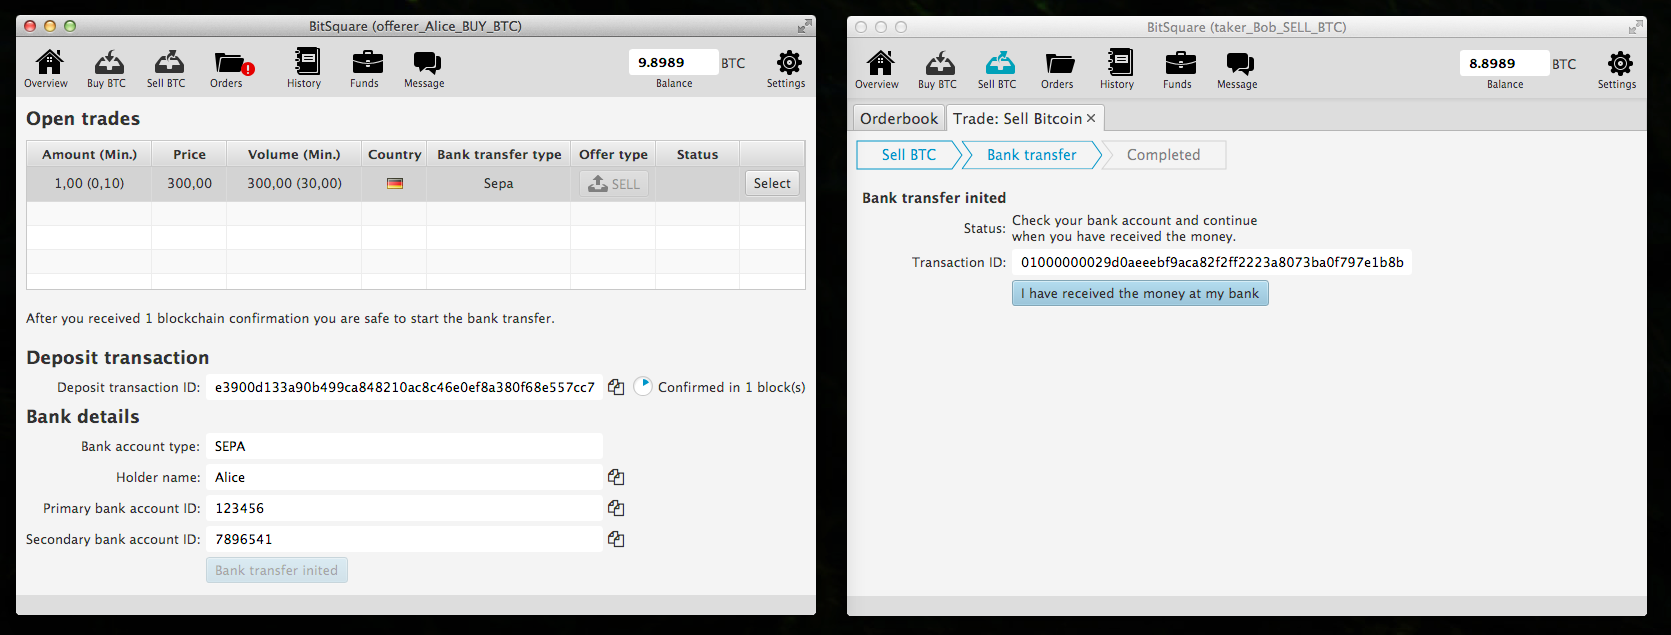 BitSquare (offerer_Alice_BUY_BTC)
Overview Buy BTC Sell BTC Orders History Funds Message 9.8989 BTC Balance Settings
Open trades
Amount (Min.) Price Volume (Min.) Country Bank transfer type Offer type Status
1,00 (0,10) 300,00 300,00 (30,00) Sepa SELL Select
After you received 1 blockchain confirmation you are safe to start the bank transfer.
Deposit transaction
Deposit transaction ID: e3900d133a90b499ca848210ac8c46e0ef8a380f68e557cc7 Confirmed in 1 block(s)
Bank details
Bank account type: SEPA
Holder name: Alice
Primary bank account ID: 123456
Secondary bank account ID: 7896541
Bank transfer inited
BitSquare (taker_Bob_SELL_BTC)
Overview Buy BTC Sell BTC Orders History Funds Message 8.8989 BTC Balance Settings
Orderbook Trade: Sell Bitcoin ×
Sell BTC Bank transfer Completed
Bank transfer inited
Status: Check your bank account and continue
when you have received the money.
Transaction ID: 01000000029d0aeeebf9aca82f2ff2223a8073ba0f797e1b8b
I have received the money at my bank